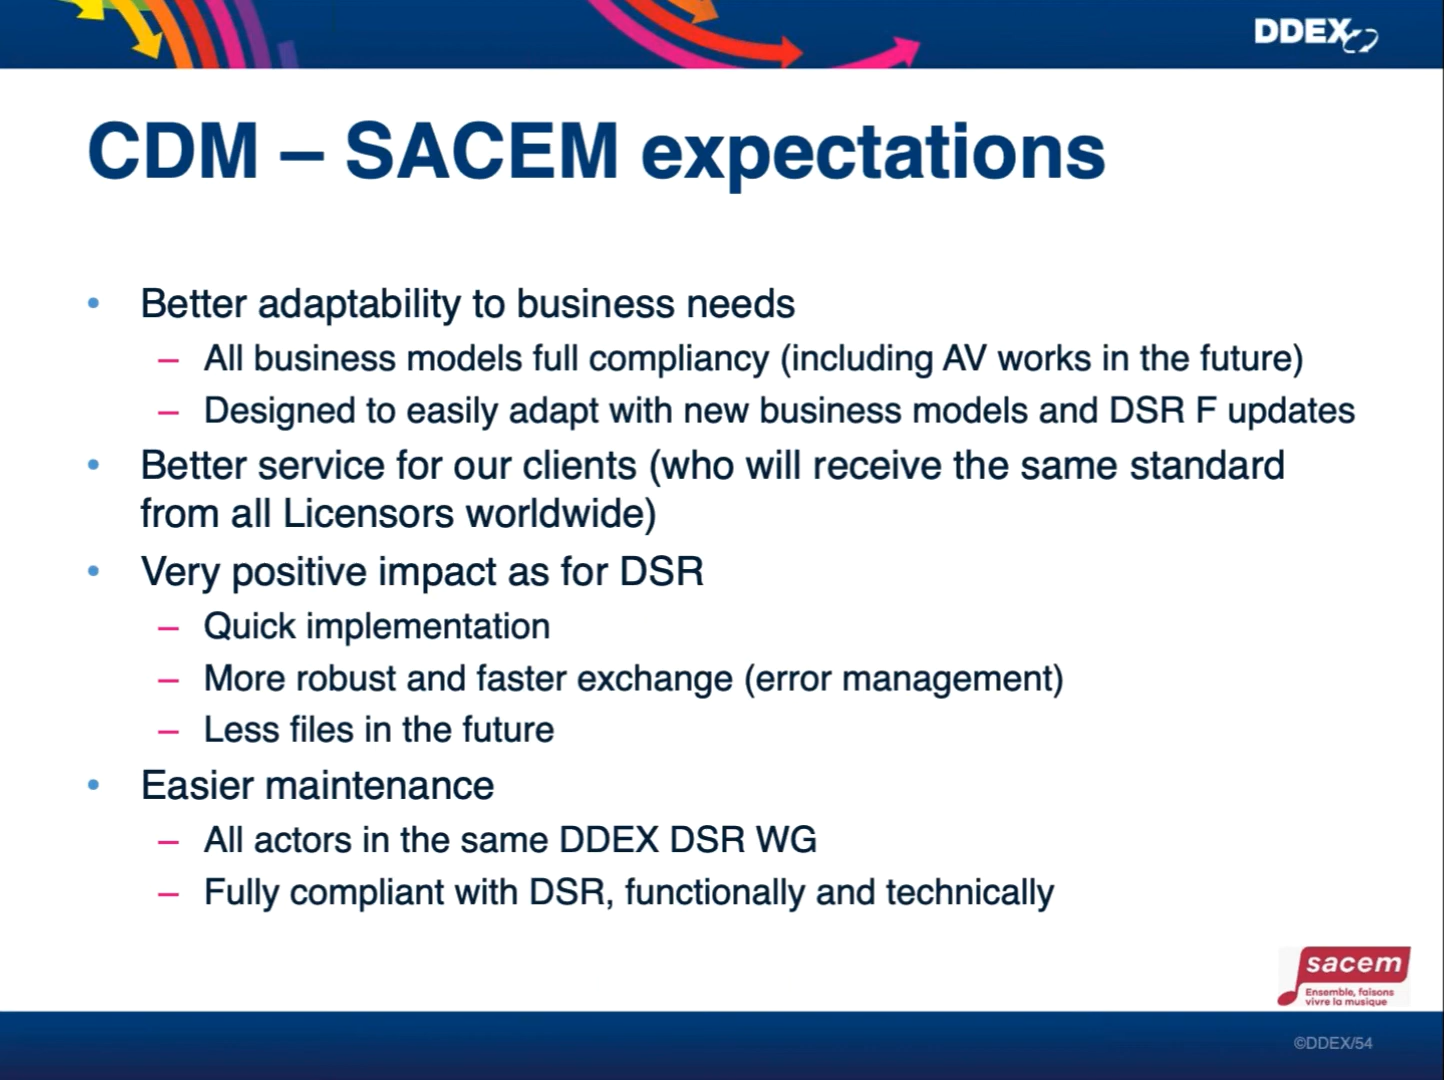 DDEX
CDM – SACEM expectations
• Better adaptability to business needs
– All business models full compliancy (including AV works in the future)
– Designed to easily adapt with new business models and DSR F updates
• Better service for our clients (who will receive the same standard
from all Licensors worldwide)
• Very positive impact as for DSR
– Quick implementation
– More robust and faster exchange (error management)
– Less files in the future
• Easier maintenance
– All actors in the same DDEX DSR WG
– Fully compliant with DSR, functionally and technically
sacem
Ensemble, faisons
vivre la musique
©DDEX/54